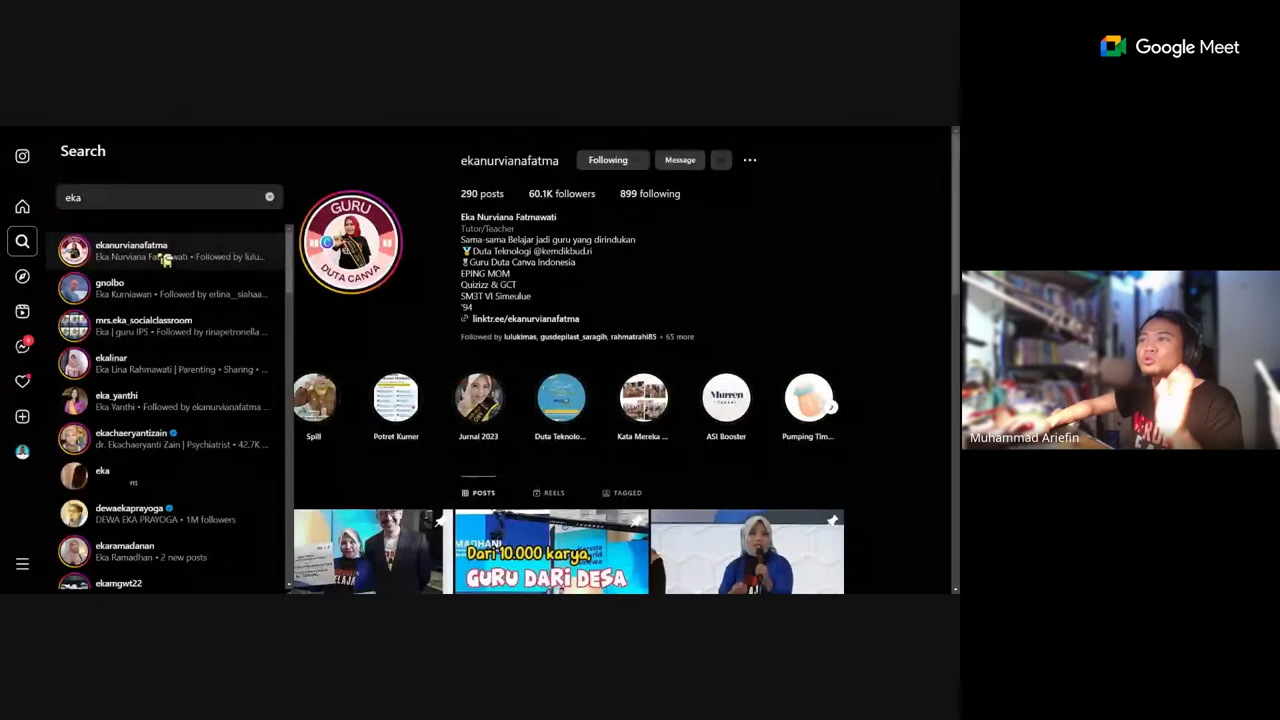 Google Meet
Search
eka
ekanurvianafatma
Eka Nurviana Fatmawati • Followed by lulu...
gnolbo
Eka Kurniawan • Followed by erlina__siahaa...
mrs.eka_socialclassroom
Eka | guru IPS • Followed by rinapetronella ...
ekalinar
Eka Lina Rahmawati | Parenting • Sharing • ...
eka_yanthi
Eka Yanthi • Followed by ekanurvianafatma ...
ekachaeryantizain
dr. Ekachaeryanti Zain | Psychiatrist • 42.7K ...
eka
dewaekaprayoga
DEWA EKA PRAYOGA • 1M followers
ekaramadanan
Eka Ramadhan • 2 new posts
ekamgwt22
ekanurvianafatma
Following
Message
290 posts
60.1K followers
899 following
Eka Nurviana Fatmawati
Tutor/Teacher
Sama-sama Belajar jadi guru yang dirindukan
🏅Duta Teknologi @kemdikbud.ri
🎖Guru Duta Canva Indonesia
EPING MOM
Quizizz & GCT
SM3T VI Simeulue
'94
linktr.ee/ekanurvianafatma
Followed by lulukimas, gusdepilast_saragih, rahmatrahi85 + 65 more
GURU
DUTA CANVA
Murren
Spill
Potret Kumer
Jurnal 2023
Duta Teknolo...
Kata Mereka ...
ASI Booster
Pumping Tim...
POSTS
REELS
TAGGED
Dari 10.000 karya,
GURU DARI DESA
Muhammad Ariefin